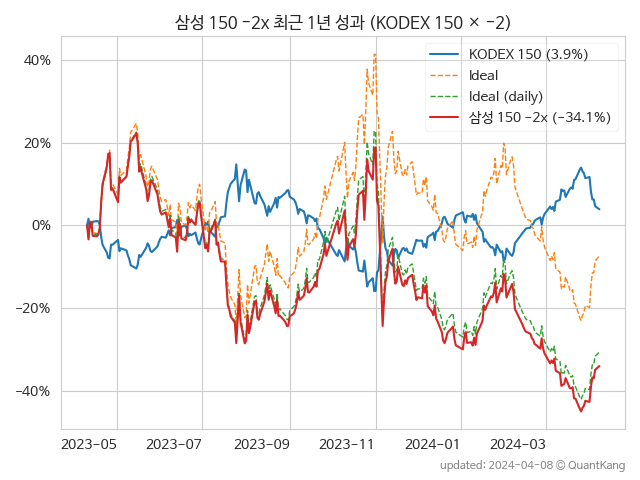 삼성 150 −2x 최근 1년 성과 (KODEX 150 × −2)
KODEX 150 (3.9%)
Ideal
Ideal (daily)
삼성 150 −2x (−34.1%)
40%
20%
0%
−20%
−40%
2023-05 2023-07 2023-09 2023-11 2024-01 2024-03
updated: 2024-04-08 © QuantKang